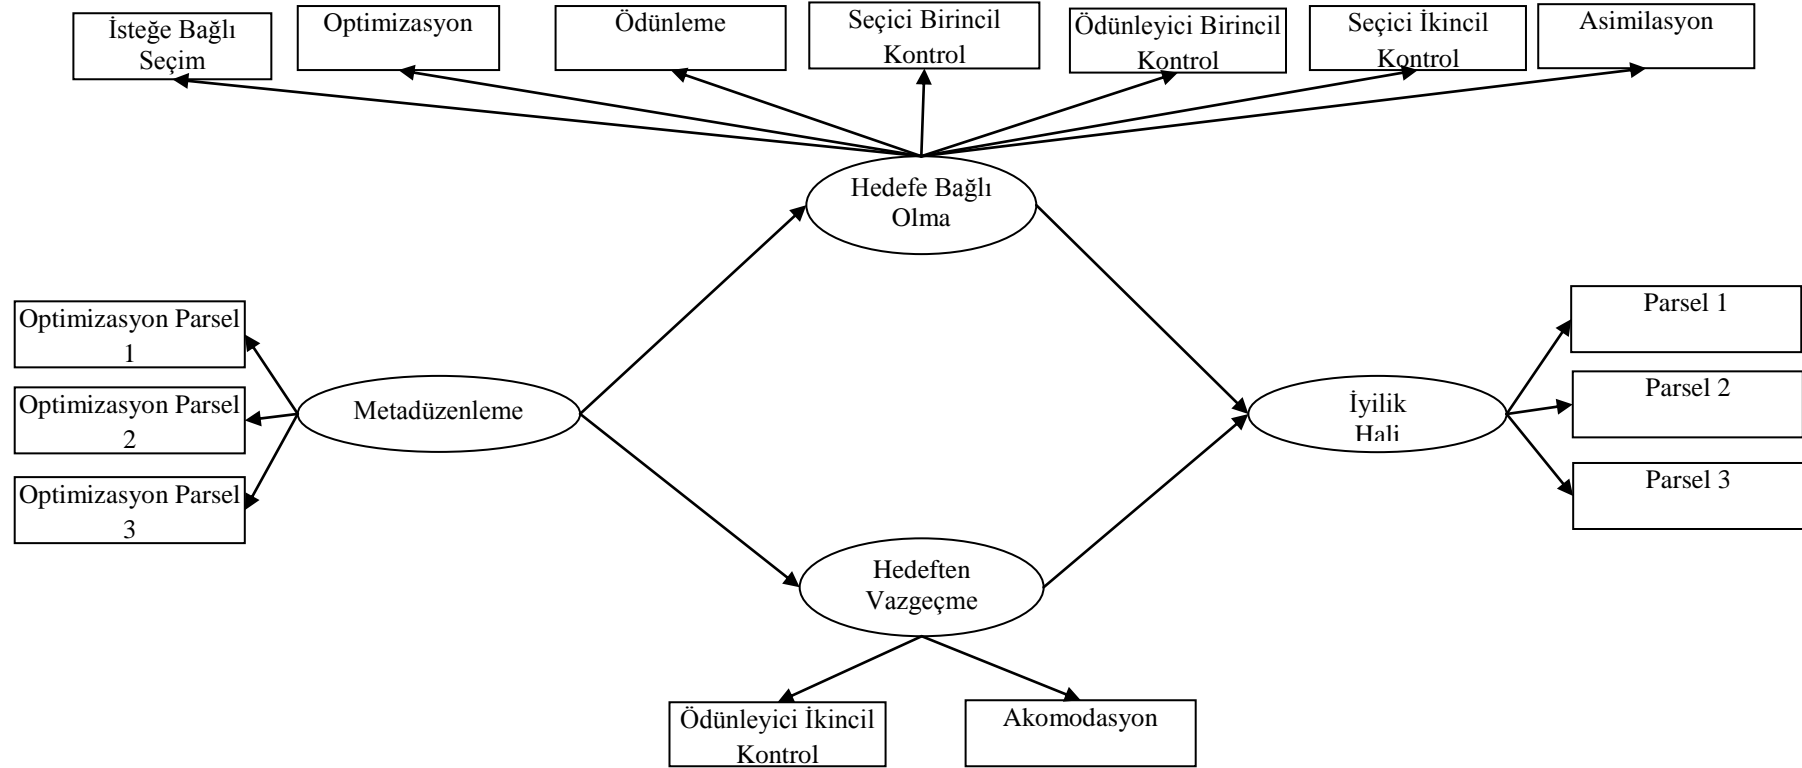 İsteğe Bağlı
Seçim
Optimizasyon
Ödünleme
Seçici Birincil
Kontrol
Ödünleyici Birincil
Kontrol
Seçici İkincil
Kontrol
Asimilasyon
Hedefe Bağlı
Olma
Optimizasyon Parsel
1
Optimizasyon Parsel
2
Optimizasyon Parsel
3
Metadüzenleme
İyilik
Hali
Parsel 1
Parsel 2
Parsel 3
Hedeften
Vazgeçme
Ödünleyici İkincil
Kontrol
Akomodasyon